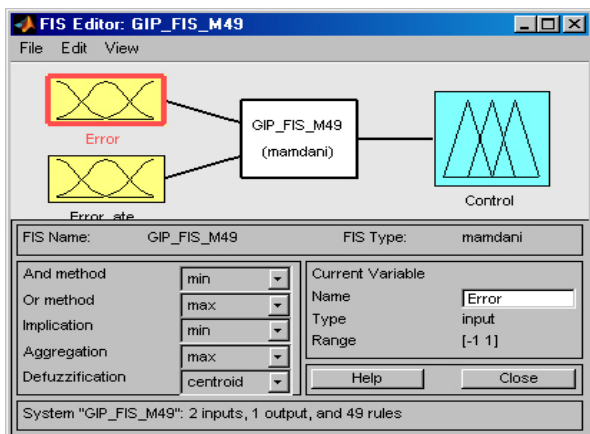 FIS Editor: GIP_FIS_M49
File Edit View
Error
GIP_FIS_M49
(mamdani)
Error ate
Control
FIS Name: GIP_FIS_M49 FIS Type: mamdani
And method min
Or method max
Implication min
Aggregation max
Defuzzification centroid
Current Variable
Name Error
Type input
Range [-1 1]
Help Close
System "GIP_FIS_M49": 2 inputs, 1 output, and 49 rules